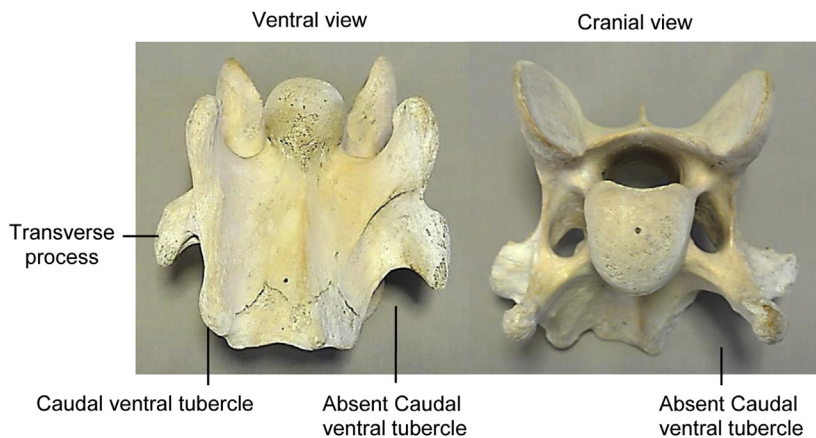 Ventral view
Cranial view
Transverse
process
Caudal ventral tubercle
Absent Caudal
ventral tubercle
Absent Caudal
ventral tubercle